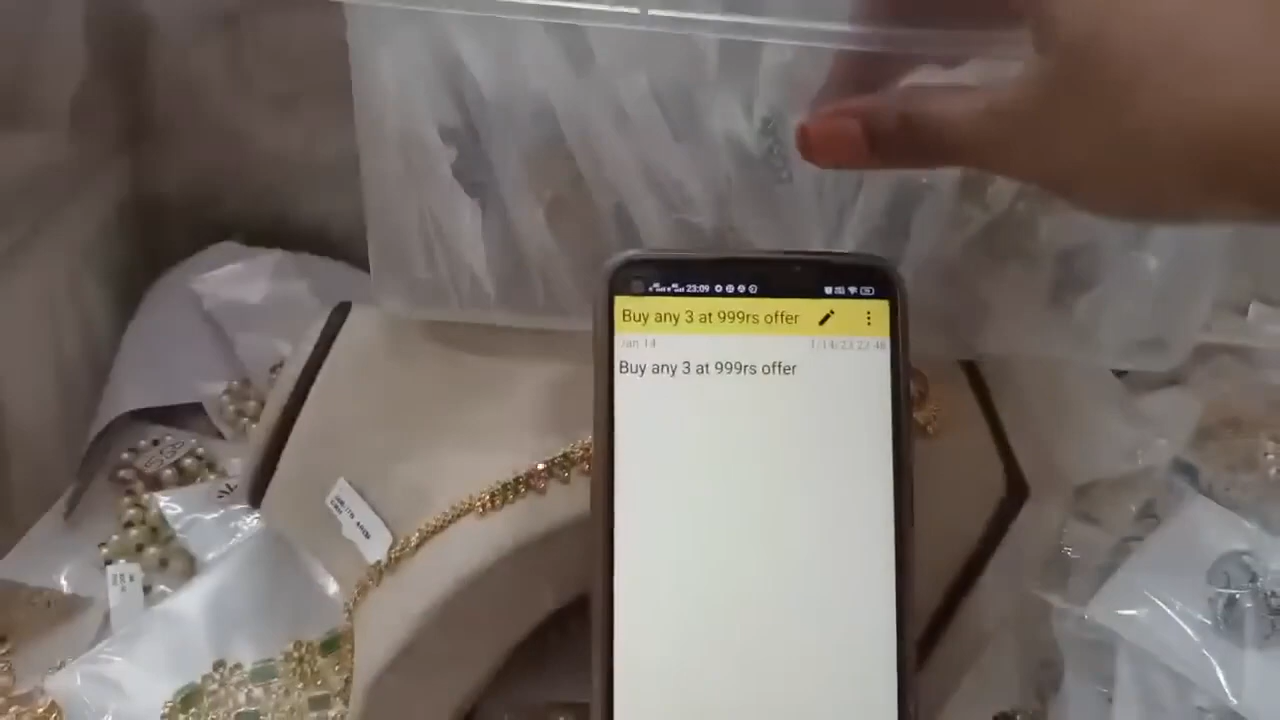 23:09
Buy any 3 at 999rs offer
Jan 14
1/14/23 22:48
Buy any 3 at 999rs offer